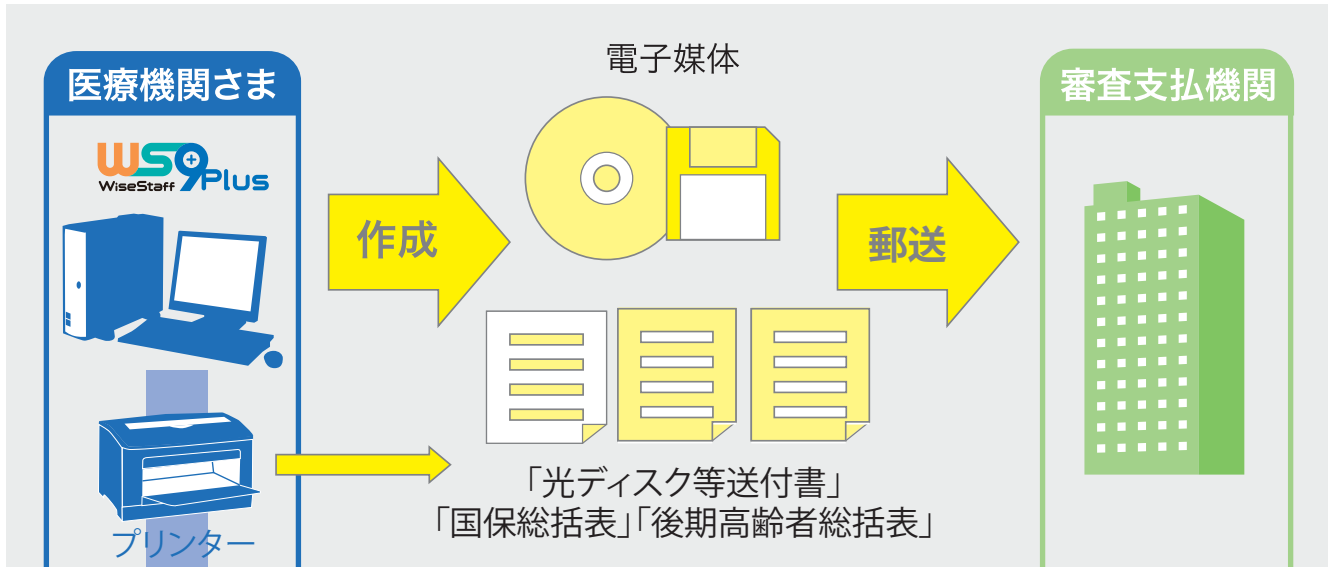 医療機関さま
WS9Plus
WiseStaff
プリンター
作成
電子媒体
「光ディスク等送付書」
「国保総括表」「後期高齢者総括表」
郵送
審査支払機関